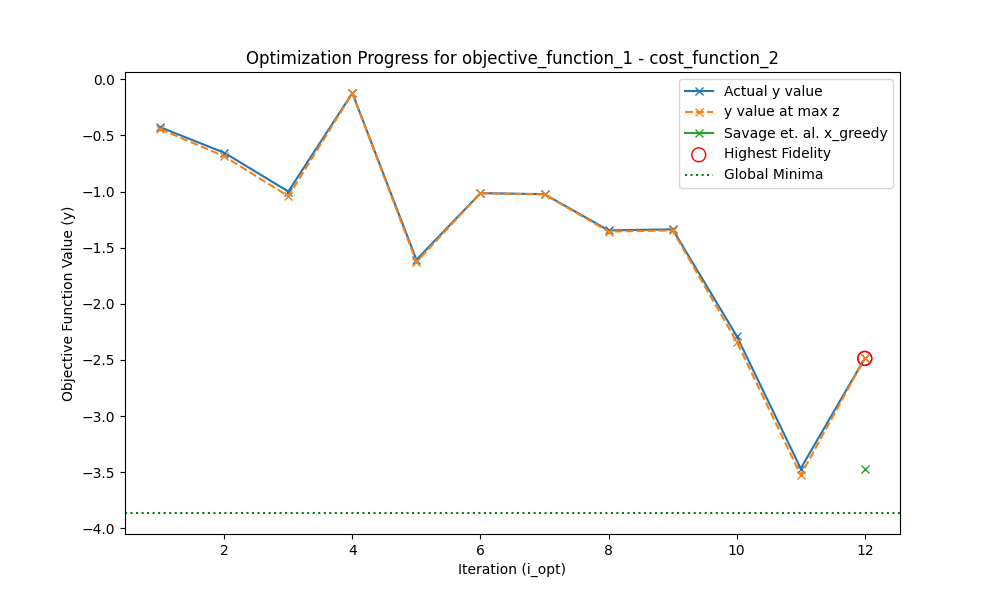 Optimization Progress for objective_function_1 - cost_function_2
Objective Function Value (y)
0.0
−0.5
−1.0
−1.5
−2.0
−2.5
−3.0
−3.5
−4.0
Actual y value
y value at max z
Savage et. al. x_greedy
Highest Fidelity
Global Minima
2 4 6 8 10 12
Iteration (i_opt)